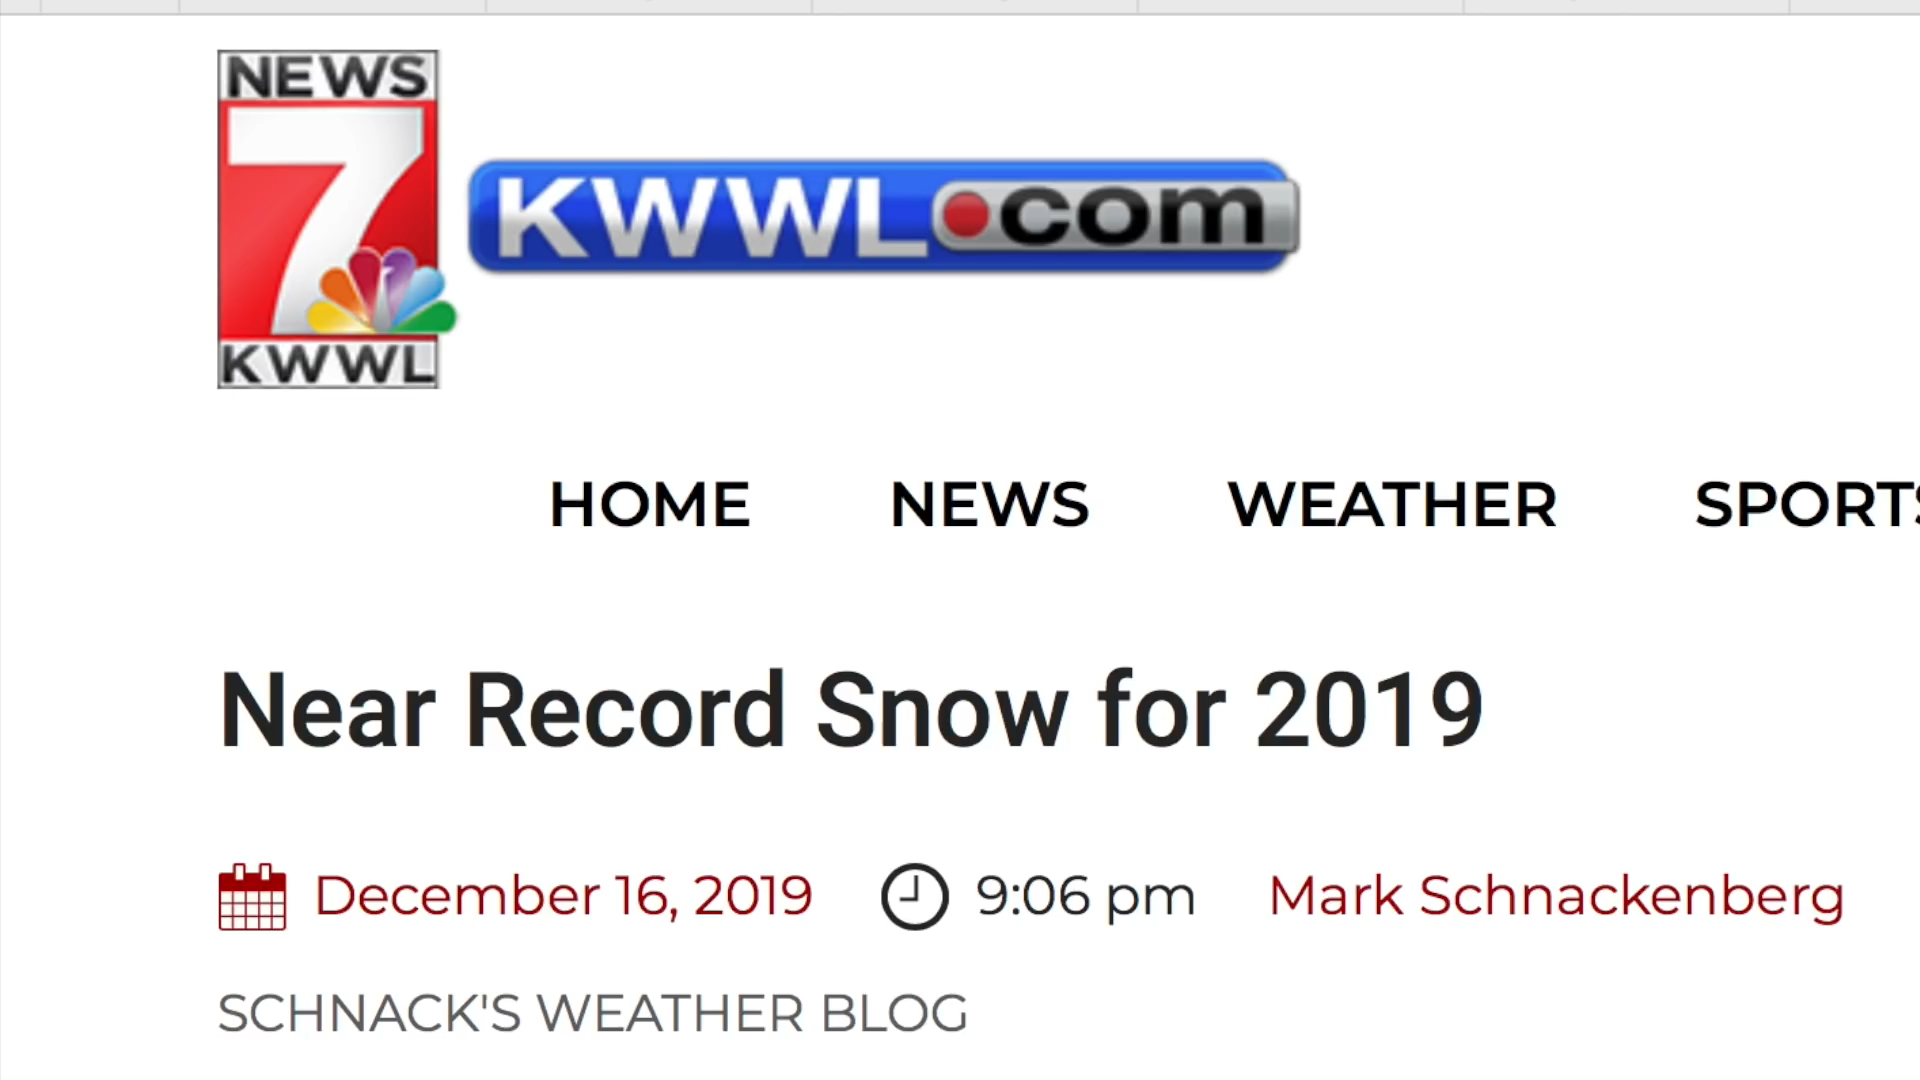 NEWS
7
KWWL
KWWL.com
HOME NEWS WEATHER SPORTS
Near Record Snow for 2019
December 16, 2019 9:06 pm Mark Schnackenberg
SCHNACK'S WEATHER BLOG